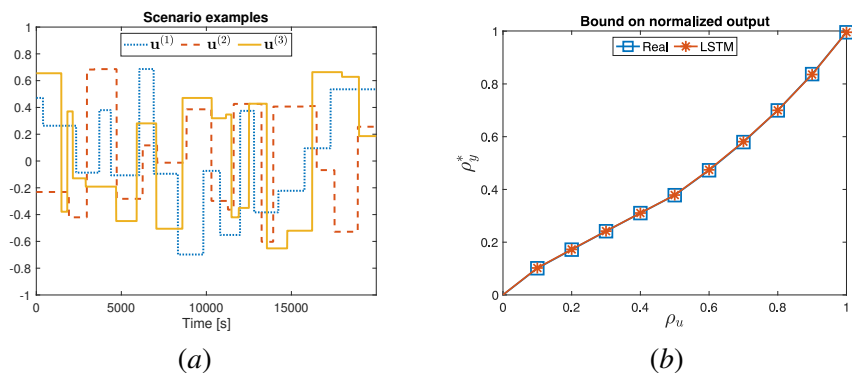 Scenario examples
u(1) u(2) u(3)
1
0.8
0.6
0.4
0.2
0
-0.2
-0.4
-0.6
-0.8
-1
0 5000 10000 15000
Time [s]
(a)
Bound on normalized output
Real LSTM
1
0.8
0.6
0.4
0.2
0
ρ*y
0 0.2 0.4 0.6 0.8 1
ρu
(b)